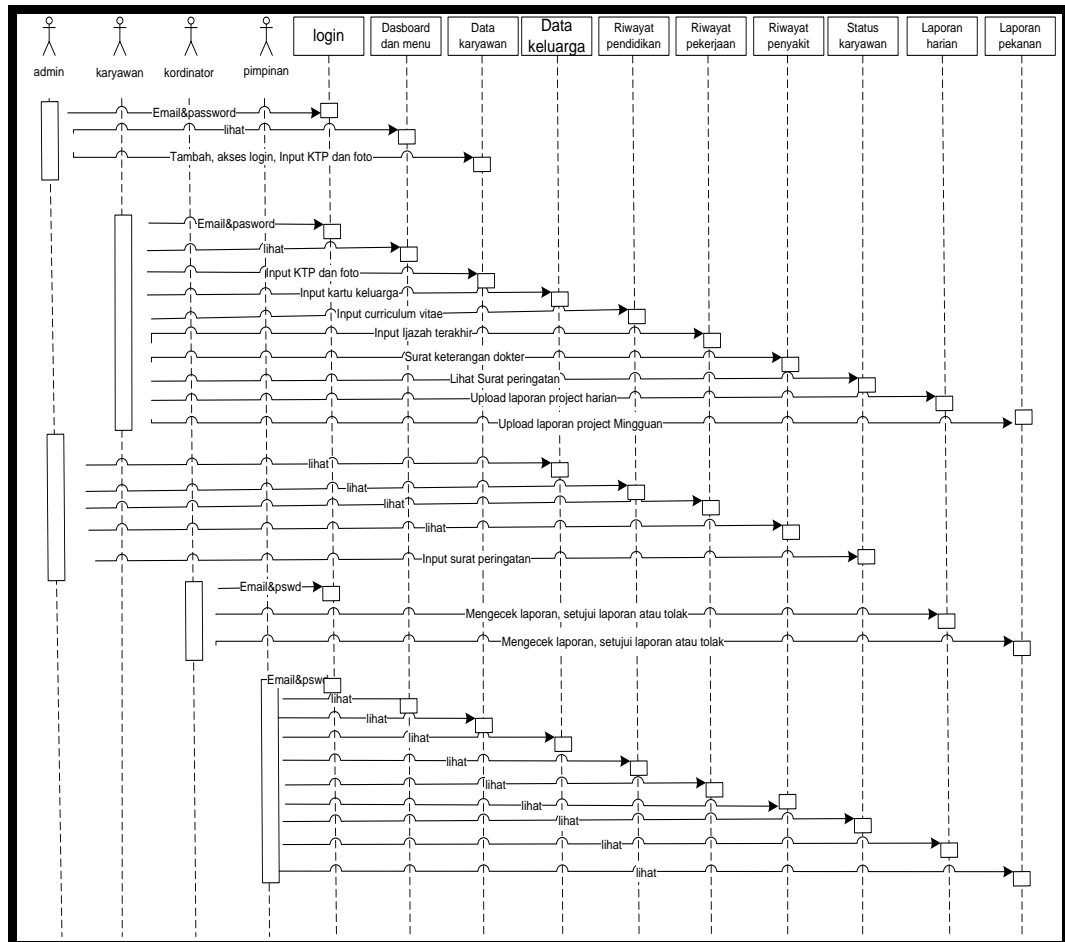 admin
karyawan
kordinator
pimpinan
login
Dasboard
dan menu
Data
karyawan
Data
keluarga
Riwayat
pendidikan
Riwayat
pekerjaan
Riwayat
penyakit
Status
karyawan
Laporan
harian
Laporan
pekanan
Email&password
lihat
Tambah, akses login, Input KTP dan foto
Email&pasword
lihat
Input KTP dan foto
Input kartu keluarga
Input curriculum vitae
Input Ijazah terakhir
Surat keterangan dokter
Lihat Surat peringatan
Upload laporan project harian
Upload laporan project Mingguan
lihat
lihat
lihat
lihat
Input surat peringatan
Email&pswd
Mengecek laporan, setujui laporan atau tolak
Mengecek laporan, setujui laporan atau tolak
Email&pswd
lihat
lihat
lihat
lihat
lihat
lihat
lihat
lihat
lihat